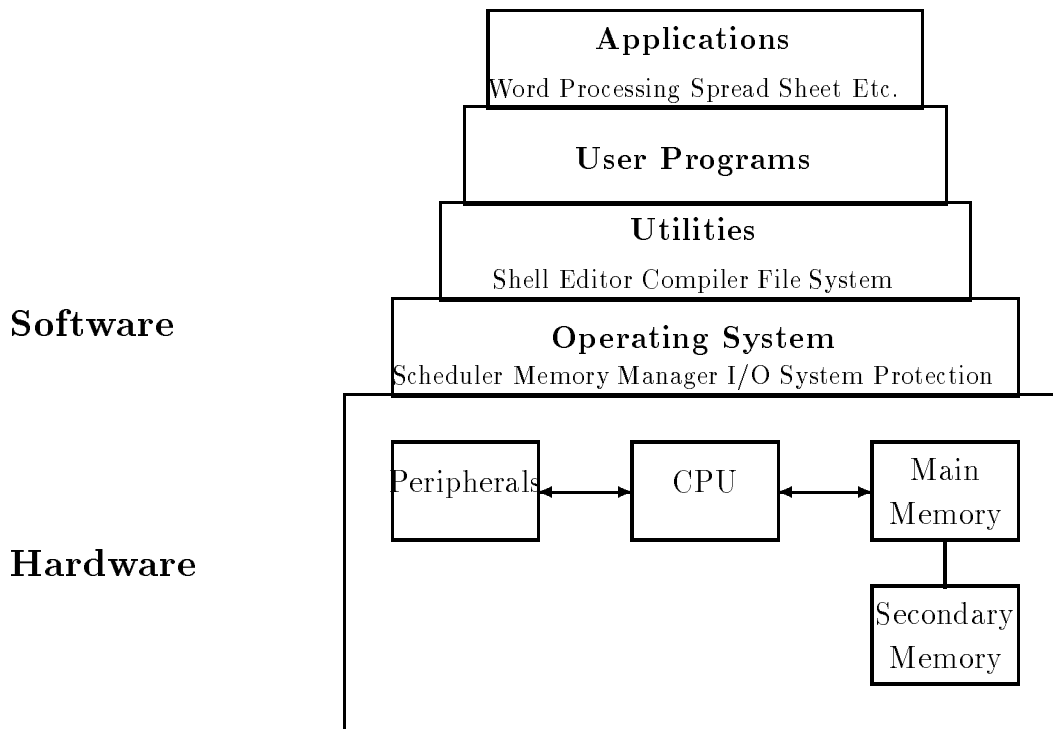 Applications
Word Processing Spread Sheet Etc.
User Programs
Utilities
Shell Editor Compiler File System
Software
Operating System
Scheduler Memory Manager I/O System Protection
Peripherals
CPU
Main
Memory
Hardware
Secondary
Memory